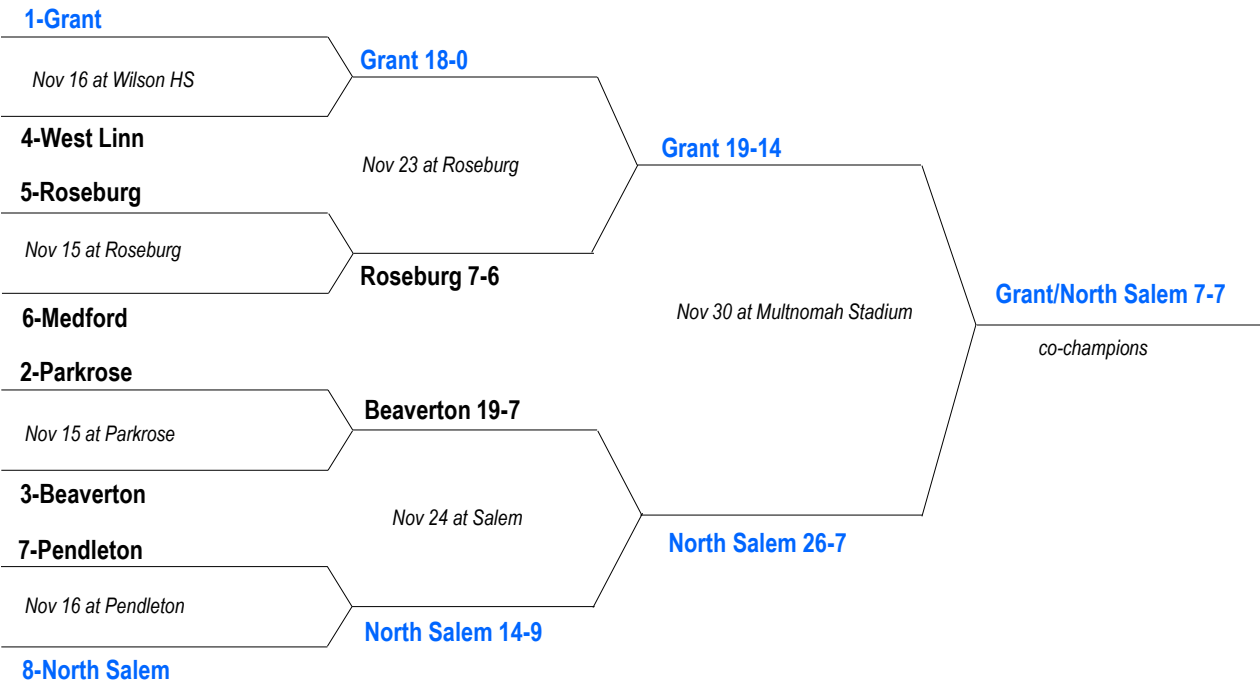 1-Grant
Nov 16 at Wilson HS
4-West Linn
5-Roseburg
Nov 15 at Roseburg
6-Medford
2-Parkrose
Nov 15 at Parkrose
3-Beaverton
7-Pendleton
Nov 16 at Pendleton
8-North Salem
Grant 18-0
Nov 23 at Roseburg
Roseburg 7-6
Beaverton 19-7
Nov 24 at Salem
North Salem 14-9
Grant 19-14
Nov 30 at Multnomah Stadium
North Salem 26-7
Grant/North Salem 7-7
co-champions